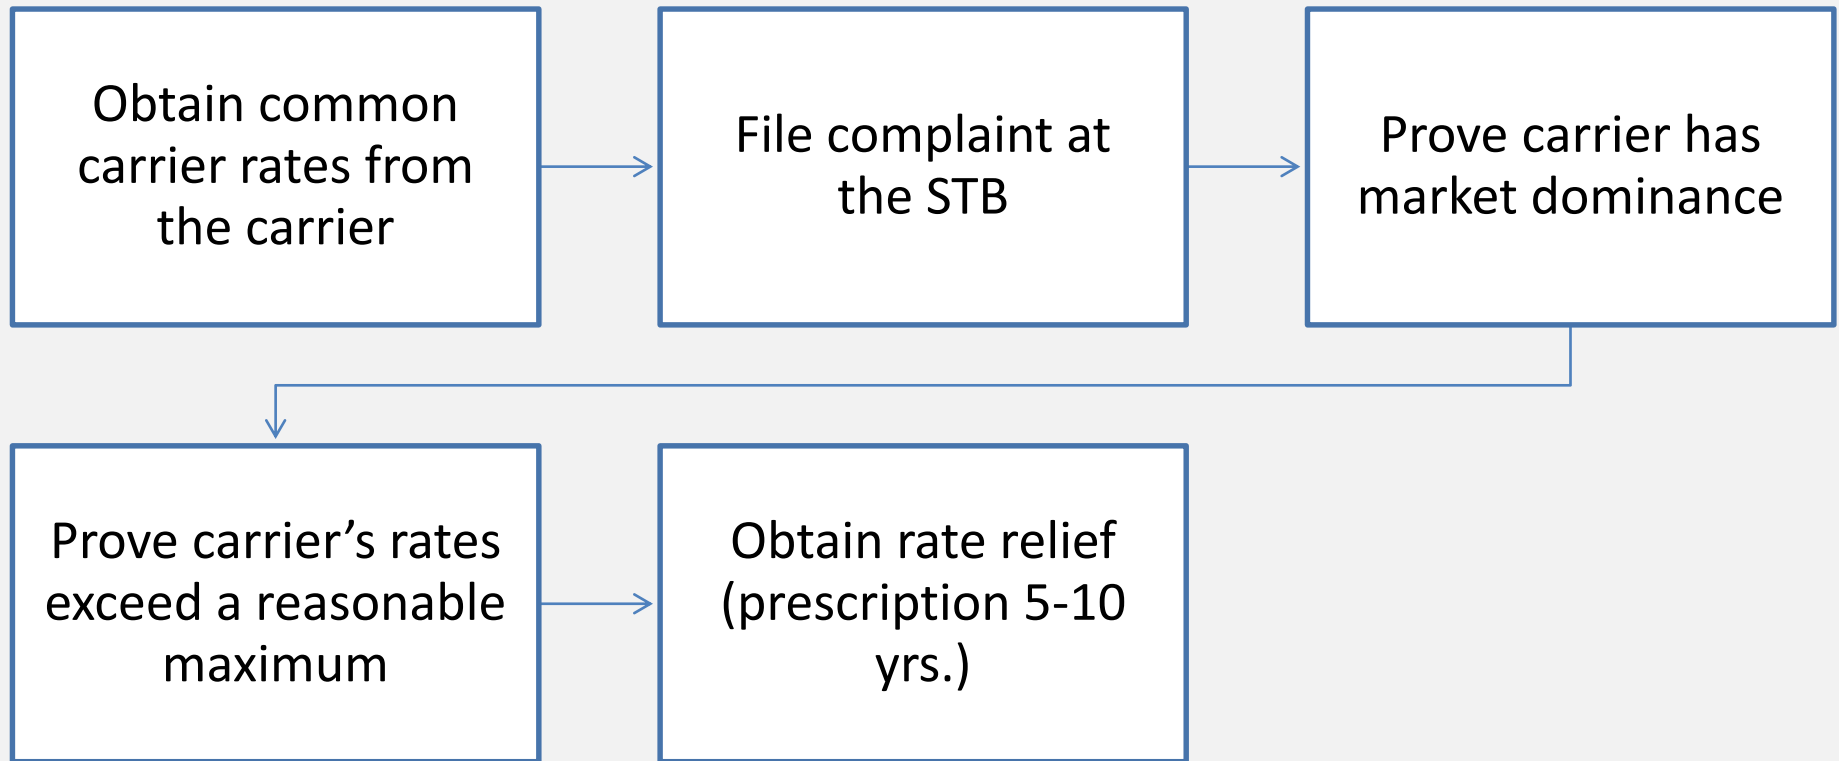 Obtain common
carrier rates from
the carrier
File complaint at
the STB
Prove carrier has
market dominance
Prove carrier’s rates
exceed a reasonable
maximum
Obtain rate relief
(prescription 5-10
yrs.)